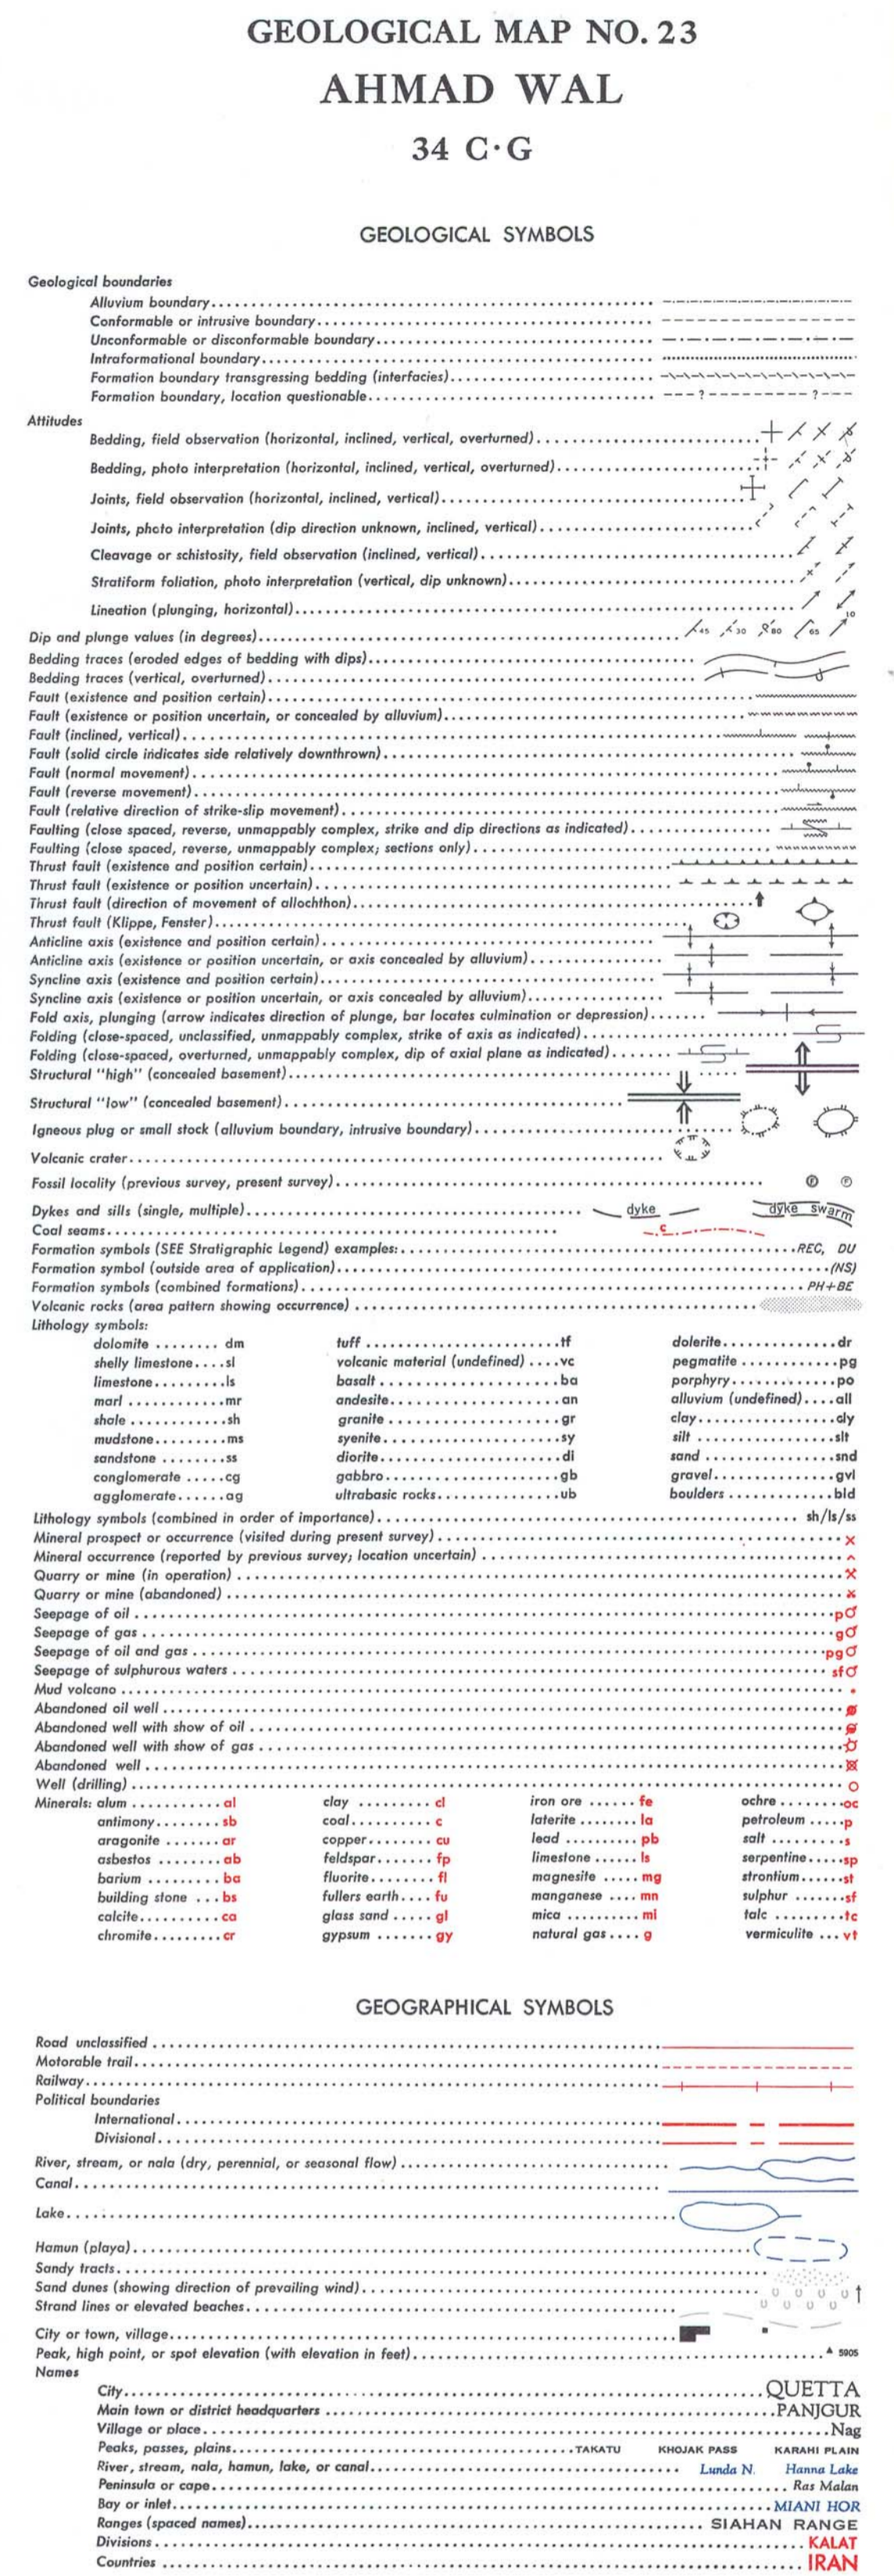 GEOLOGICAL MAP NO. 23
AHMAD WAL
34 C·G
GEOLOGICAL SYMBOLS
Geological boundaries
Alluvium boundary
Conformable or intrusive boundary
Unconformable or disconformable boundary
Intraformational boundary
Formation boundary transgressing bedding (interfacies)
Formation boundary, location questionable ? ?
Attitudes
Bedding, field observation (horizontal, inclined, vertical, overturned)
Bedding, photo interpretation (horizontal, inclined, vertical, overturned)
Joints, field observation (horizontal, inclined, vertical)
Joints, photo interpretation (dip direction unknown, inclined, vertical)
Cleavage or schistosity, field observation (inclined, vertical)
Stratiform foliation, photo interpretation (vertical, dip unknown)
Lineation (plunging, horizontal)
Dip and plunge values (in degrees) 45 30 80 65 10
Bedding traces (eroded edges of bedding with dips)
Bedding traces (vertical, overturned)
Fault (existence and position certain)
Fault (existence or position uncertain, or concealed by alluvium)
Fault (inclined, vertical)
Fault (solid circle indicates side relatively downthrown)
Fault (normal movement)
Fault (reverse movement)
Fault (relative direction of strike-slip movement)
Faulting (close spaced, reverse, unmappably complex, strike and dip directions as indicated)
Faulting (close spaced, reverse, unmappably complex; sections only)
Thrust fault (existence and position certain)
Thrust fault (existence or position uncertain)
Thrust fault (direction of movement of allochthon)
Thrust fault (Klippe, Fenster)
Anticline axis (existence and position certain)
Anticline axis (existence or position uncertain, or axis concealed by alluvium)
Syncline axis (existence and position certain)
Syncline axis (existence or position uncertain, or axis concealed by alluvium)
Fold axis, plunging (arrow indicates direction of plunge, bar locates culmination or depression)
Folding (close-spaced, unclassified, unmappably complex, strike of axis as indicated)
Folding (close-spaced, overturned, unmappably complex, dip of axial plane as indicated)
Structural "high" (concealed basement)
Structural "low" (concealed basement)
Igneous plug or small stock (alluvium boundary, intrusive boundary)
Volcanic crater
Fossil locality (previous survey, present survey) F F
Dykes and sills (single, multiple) dyke dyke swarm
Coal seams c
Formation symbols (SEE Stratigraphic Legend) examples: REC, DU
Formation symbol (outside area of application) (NS)
Formation symbols (combined formations) PH+BE
Volcanic rocks (area pattern showing occurrence)
Lithology symbols:
dolomite dm tuff tf dolerite dr
shelly limestone sl volcanic material (undefined) vc pegmatite pg
limestone ls basalt ba porphyry po
marl mr andesite an alluvium (undefined) all
shale sh granite gr clay cly
mudstone ms syenite sy silt slt
sandstone ss diorite di sand snd
conglomerate cg gabbro gb gravel gvl
agglomerate ag ultrabasic rocks ub boulders bld
Lithology symbols (combined in order of importance) sh/ls/ss
Mineral prospect or occurrence (visited during present survey)
Mineral occurrence (reported by previous survey; location uncertain)
Quarry or mine (in operation)
Quarry or mine (abandoned)
Seepage of oil p
Seepage of gas g
Seepage of oil and gas pg
Seepage of sulphurous waters sf
Mud volcano
Abandoned oil well
Abandoned well with show of oil
Abandoned well with show of gas
Abandoned well
Well (drilling)
Minerals: alum al clay cl iron ore fe ochre oc
antimony sb coal c laterite la petroleum p
aragonite ar copper cu lead pb salt s
asbestos ab feldspar fp limestone ls serpentine sp
barium ba fluorite fl magnesite mg strontium st
building stone bs fullers earth fu manganese mn sulphur sf
calcite ca glass sand gl mica mi talc tc
chromite cr gypsum gy natural gas g vermiculite vt
GEOGRAPHICAL SYMBOLS
Road unclassified
Motorable trail
Railway
Political boundaries
International
Divisional
River, stream, or nala (dry, perennial, or seasonal flow)
Canal
Lake
Hamun (playa)
Sandy tracts
Sand dunes (showing direction of prevailing wind)
Strand lines or elevated beaches
City or town, village
Peak, high point, or spot elevation (with elevation in feet) 5905
Names
City QUETTA
Main town or district headquarters PANJGUR
Village or place Nag
Peaks, passes, plains TAKATU KHOJAK PASS KARAHI PLAIN
River, stream, nala, hamun, lake, or canal Lunda N. Hanna Lake
Peninsula or cape Ras Malan
Bay or inlet MIANI HOR
Ranges (spaced names) SIAHAN RANGE
Divisions KALAT
Countries IRAN